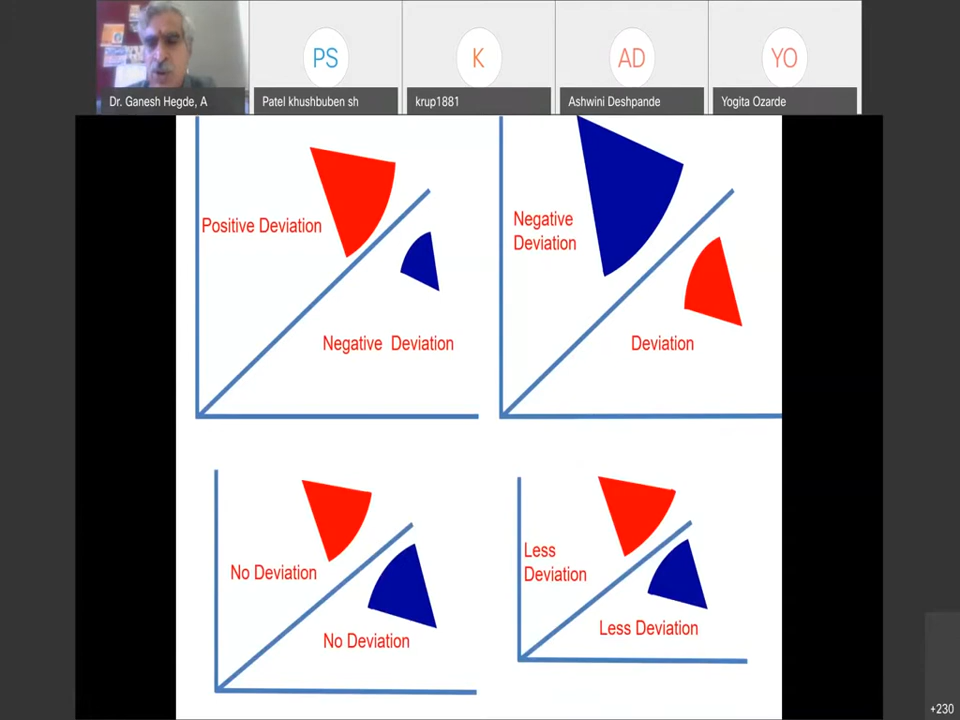 PS
K
AD
YO
Dr. Ganesh Hegde, A
Patel khushbuben sh
krup1881
Ashwini Deshpande
Yogita Ozarde
Positive Deviation
Negative Deviation
Negative
Deviation
Deviation
No Deviation
No Deviation
Less
Deviation
Less Deviation
+230